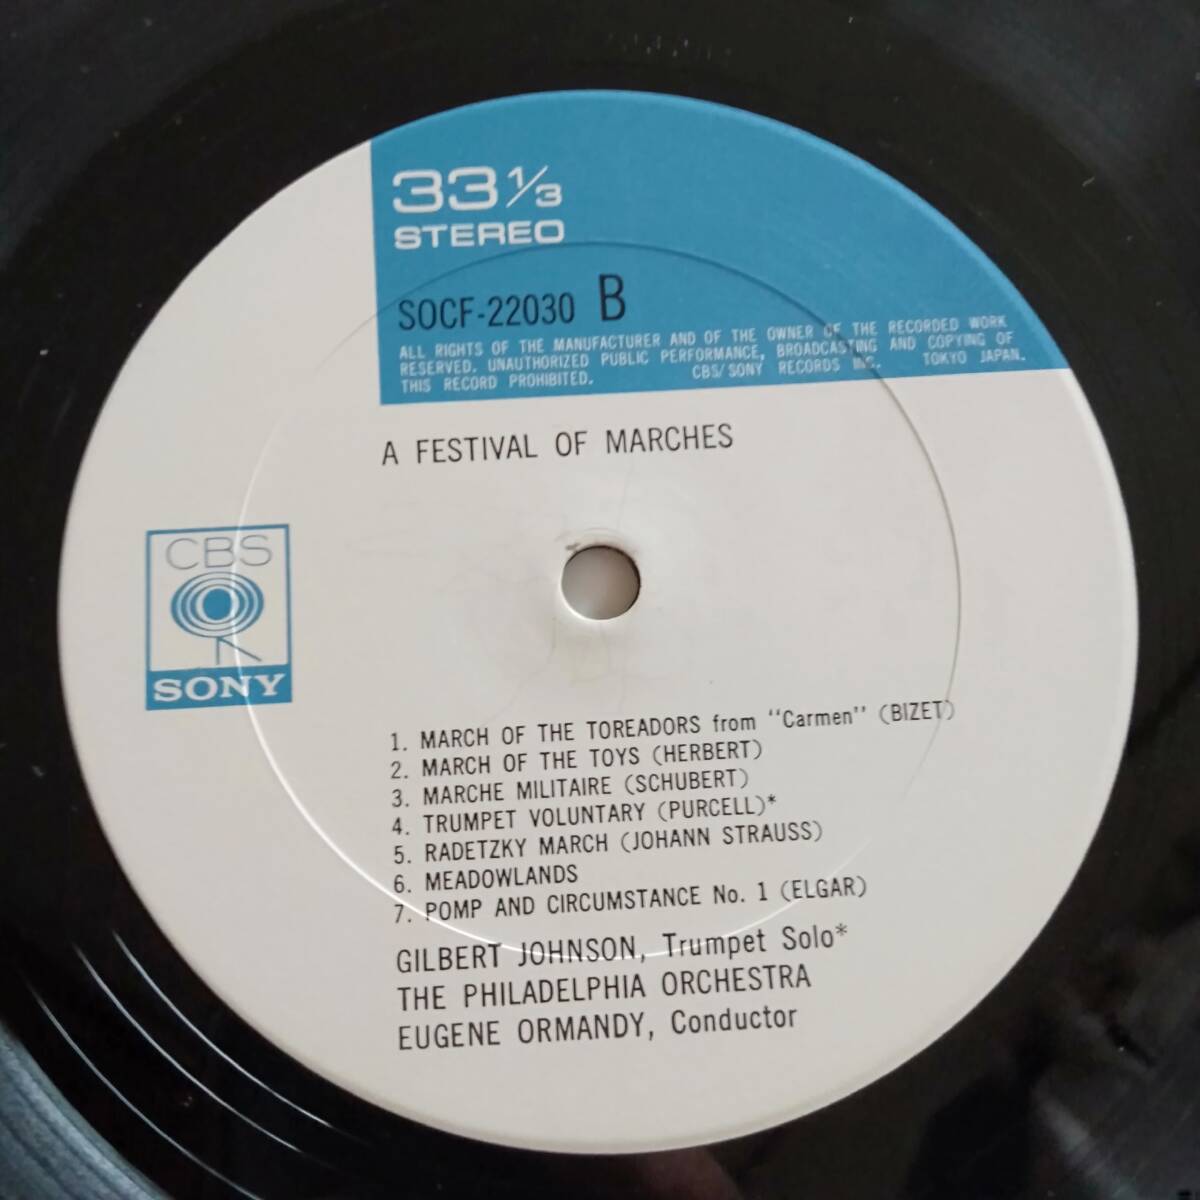 33 1/3
STEREO
SOCF-22030 B
ALL RIGHTS OF THE MANUFACTURER AND OF THE OWNER OF THE RECORDED WORK
RESERVED. UNAUTHORIZED PUBLIC PERFORMANCE, BROADCASTING AND COPYING OF
THIS RECORD PROHIBITED. CBS/SONY RECORDS INC. TOKYO JAPAN.
A FESTIVAL OF MARCHES
CBS
SONY
1. MARCH OF THE TOREADORS from "Carmen" (BIZET)
2. MARCH OF THE TOYS (HERBERT)
3. MARCHE MILITAIRE (SCHUBERT)
4. TRUMPET VOLUNTARY (PURCELL)*
5. RADETZKY MARCH (JOHANN STRAUSS)
6. MEADOWLANDS
7. POMP AND CIRCUMSTANCE No. 1 (ELGAR)
GILBERT JOHNSON, Trumpet Solo*
THE PHILADELPHIA ORCHESTRA
EUGENE ORMANDY, Conductor